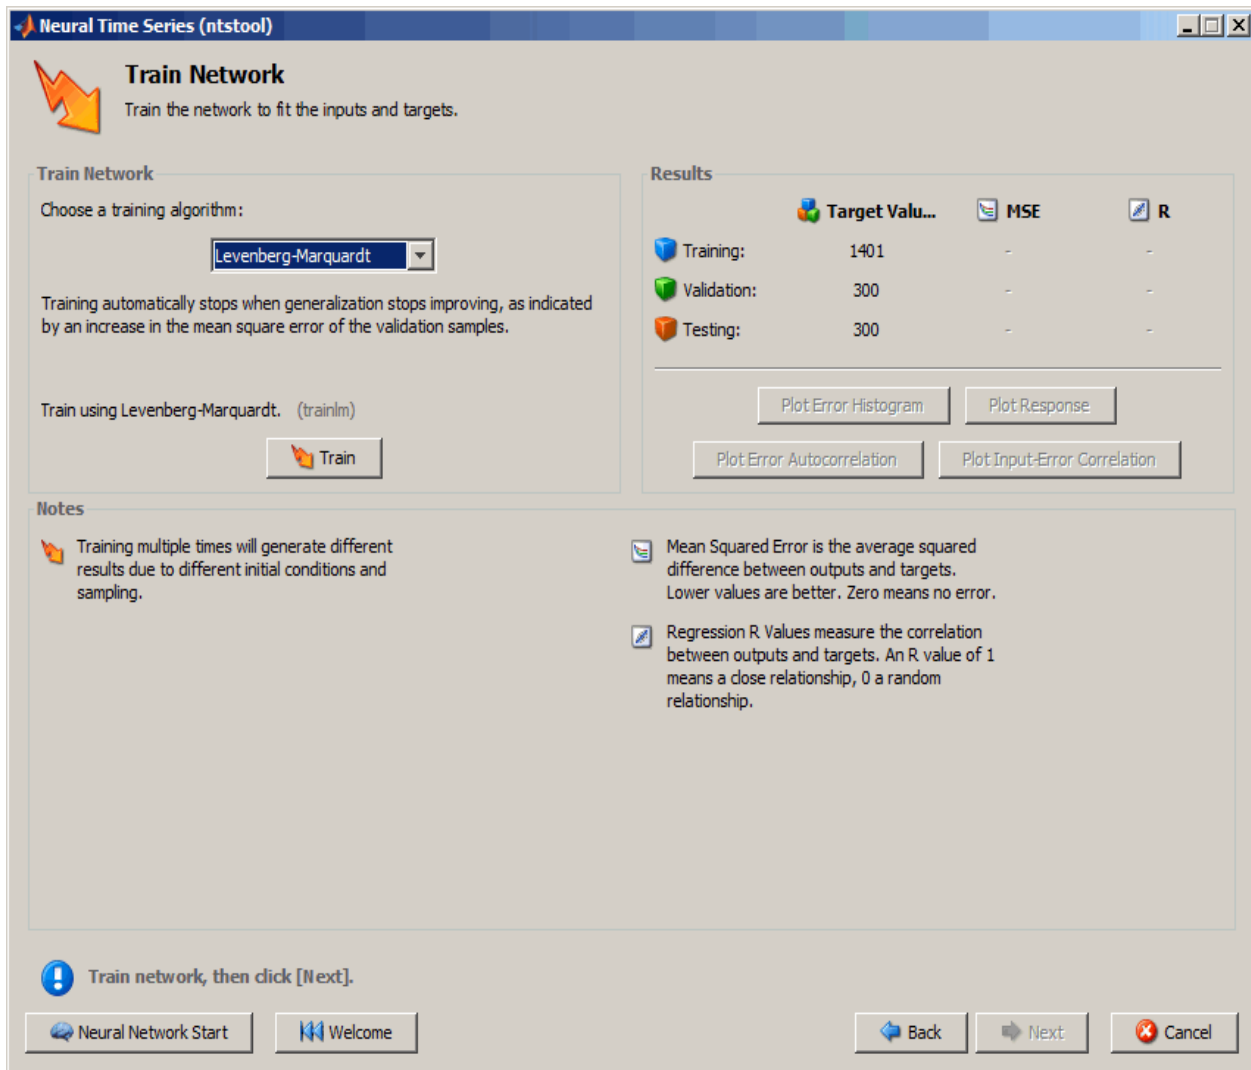 Neural Time Series (ntstool)
Train Network
Train the network to fit the inputs and targets.
Train Network
Choose a training algorithm:
Levenberg-Marquardt
Training automatically stops when generalization stops improving, as indicated
by an increase in the mean square error of the validation samples.
Train using Levenberg-Marquardt. (trainlm)
Train
Results
Target Valu... MSE R
Training: 1401 - -
Validation: 300 - -
Testing: 300 - -
Plot Error Histogram Plot Response
Plot Error Autocorrelation Plot Input-Error Correlation
Notes
Training multiple times will generate different
results due to different initial conditions and
sampling.
Mean Squared Error is the average squared
difference between outputs and targets.
Lower values are better. Zero means no error.
Regression R Values measure the correlation
between outputs and targets. An R value of 1
means a close relationship, 0 a random
relationship.
Train network, then click [Next].
Neural Network Start Welcome Back Next Cancel